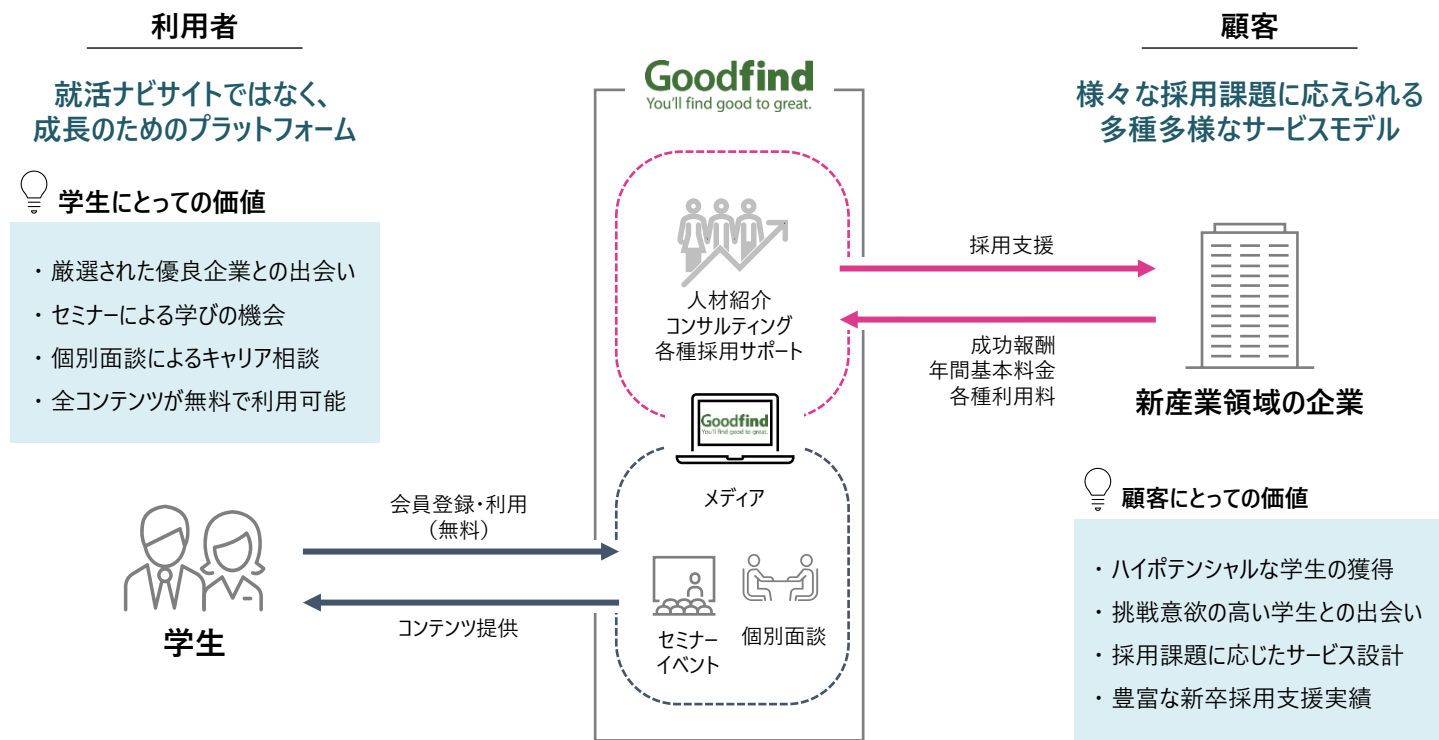 利用者
就活ナビサイトではなく、
成長のためのプラットフォーム
学生にとっての価値
・ 厳選された優良企業との出会い
・ セミナーによる学びの機会
・ 個別面談によるキャリア相談
・ 全コンテンツが無料で利用可能
学生
会員登録・利用
（無料）
コンテンツ提供
Goodfind
You'll find good to great.
人材紹介
コンサルティング
各種採用サポート
Goodfind
You'll find good to great.
メディア
セミナー
イベント
個別面談
採用支援
成功報酬
年間基本料金
各種利用料
顧客
様々な採用課題に応えられる
多種多様なサービスモデル
新産業領域の企業
顧客にとっての価値
・ ハイポテンシャルな学生の獲得
・ 挑戦意欲の高い学生との出会い
・ 採用課題に応じたサービス設計
・ 豊富な新卒採用支援実績